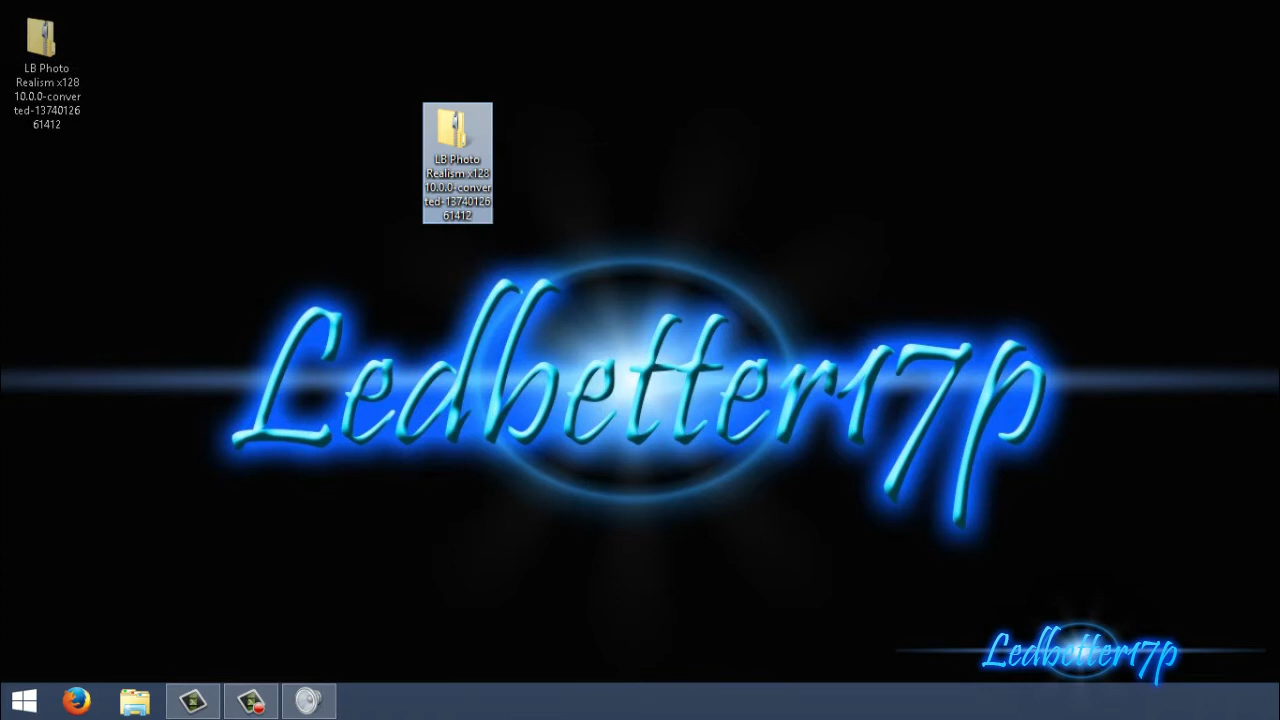 LB Photo
Realism x128
10.0.0-conver
ted-13740126
61412
LB Photo
Realism x128
10.0.0-conver
ted-13740126
61412
Ledbetter17p
Ledbetter17p